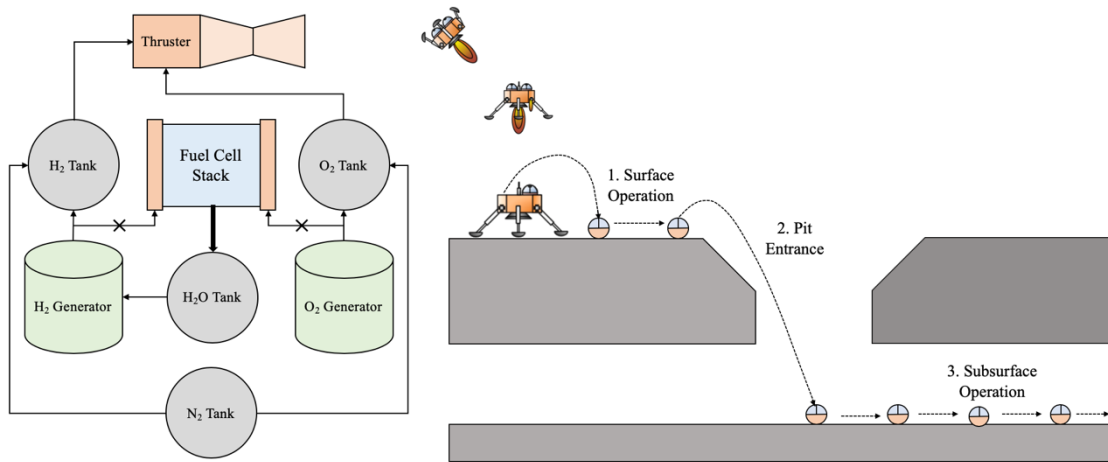 Thruster
H₂ Tank
Fuel Cell
Stack
O₂ Tank
H₂ Generator
H₂O Tank
O₂ Generator
N₂ Tank
1. Surface
Operation
2. Pit
Entrance
3. Subsurface
Operation